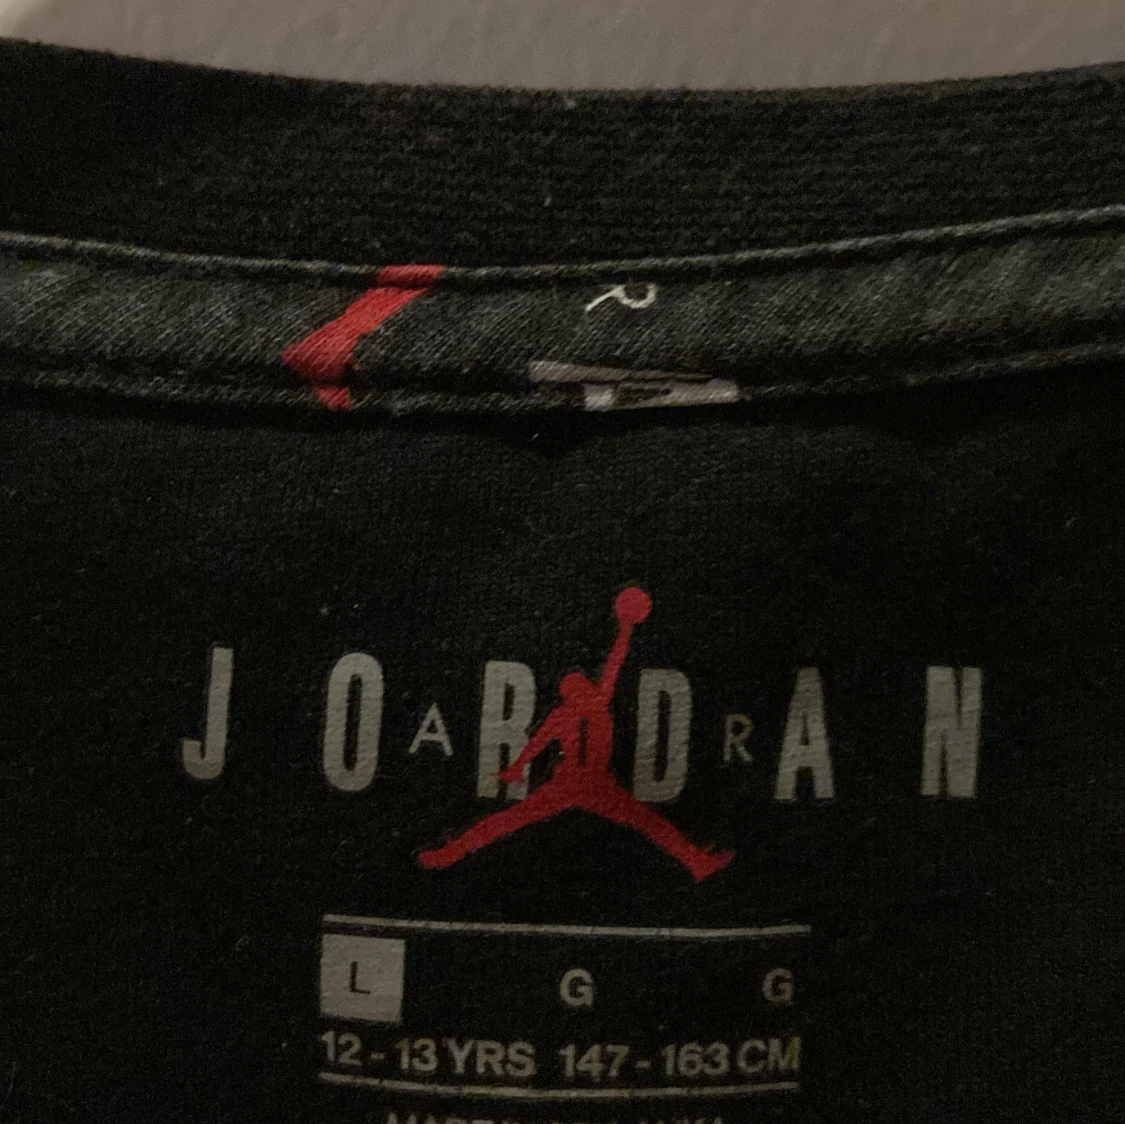 R
JORDAN
AIR
L G G
12-13 YRS 147-163 CM